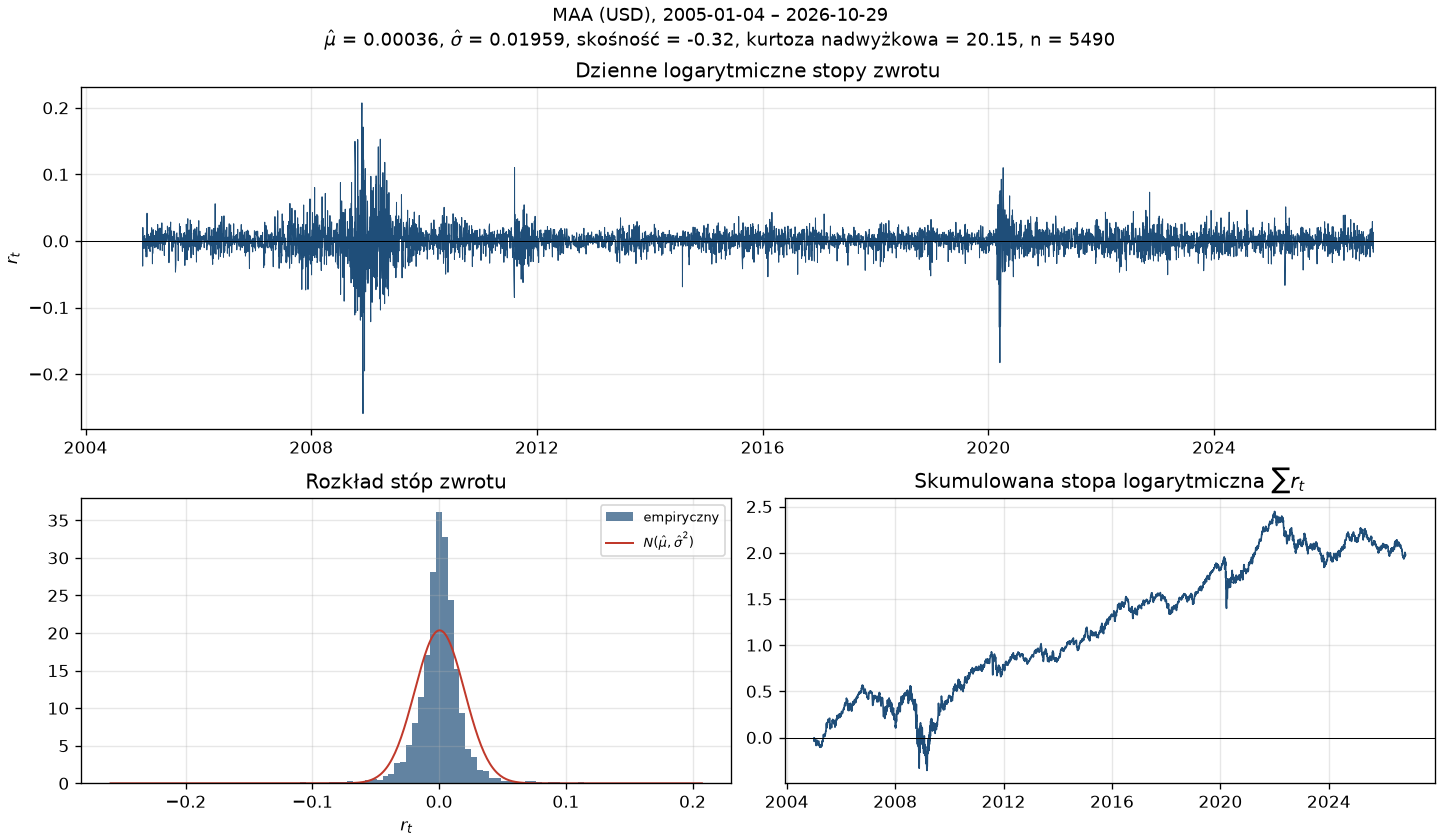 MAA (USD), 2005-01-04 – 2026-10-29
μ̂ = 0.00036, σ̂ = 0.01959, skośność = -0.32, kurtoza nadwyżkowa = 20.15, n = 5490
Dzienne logarytmiczne stopy zwrotu
0.2
0.1
0.0
−0.1
−0.2
r_t
2004 2008 2012 2016 2020 2024
Rozkład stóp zwrotu
empiryczny
N(μ̂, σ̂²)
35
30
25
20
15
10
5
0
−0.2 −0.1 0.0 0.1 0.2
r_t
Skumulowana stopa logarytmiczna ∑r_t
2.5
2.0
1.5
1.0
0.5
0.0
2004 2008 2012 2016 2020 2024